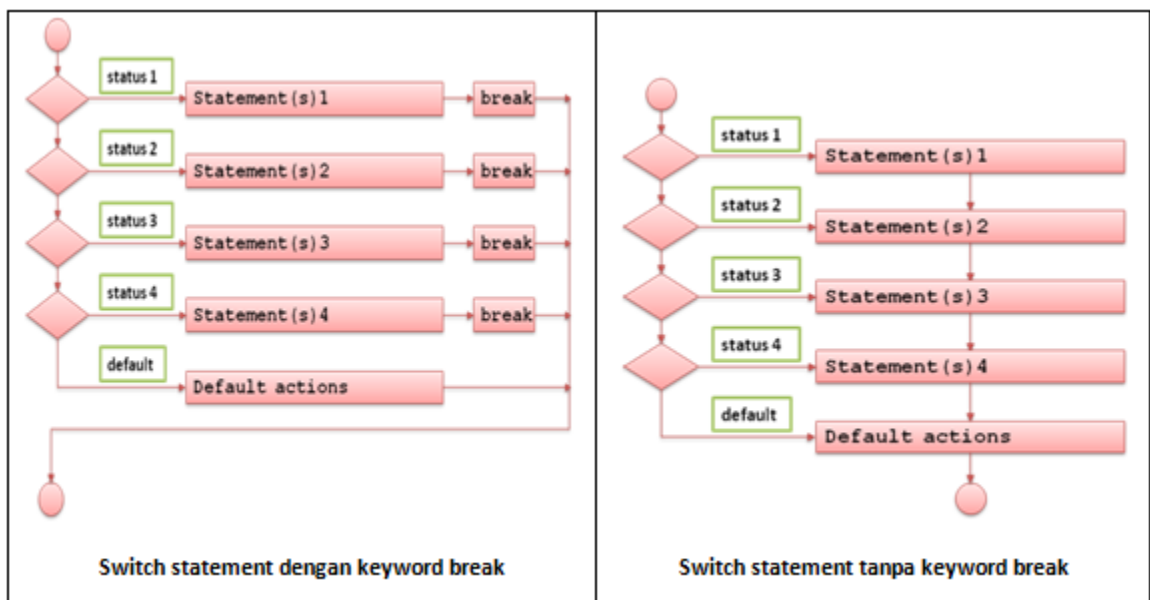 status 1
Statement(s)1
break
status 2
Statement(s)2
break
status 3
Statement(s)3
break
status 4
Statement(s)4
break
default
Default actions
Switch statement dengan keyword break
status 1
Statement(s)1
status 2
Statement(s)2
status 3
Statement(s)3
status 4
Statement(s)4
default
Default actions
Switch statement tanpa keyword break